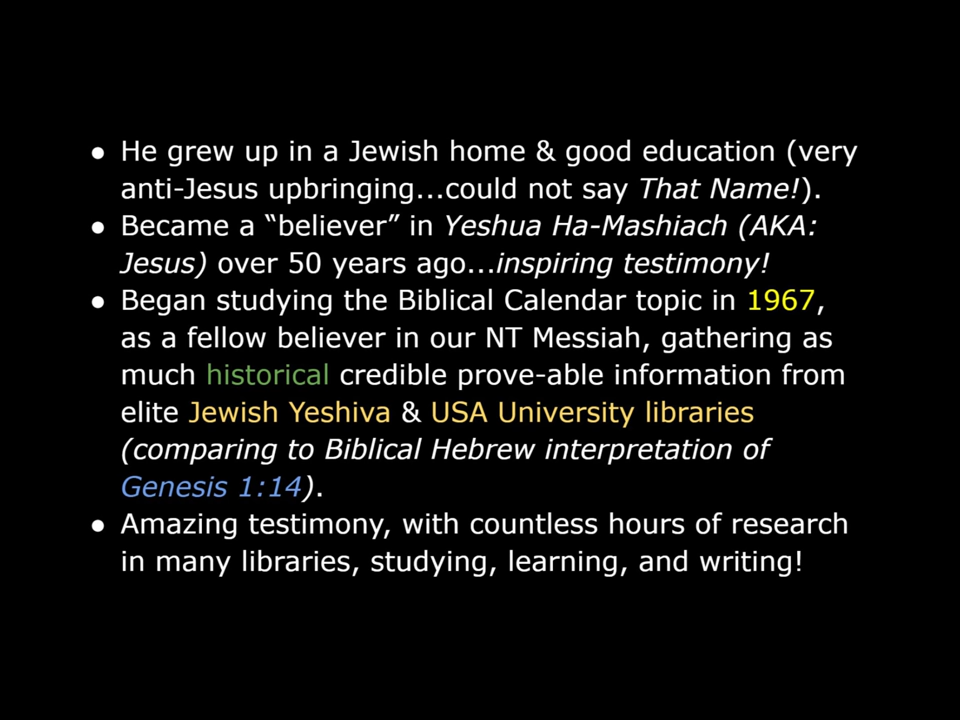 ● He grew up in a Jewish home & good education (very
anti-Jesus upbringing...could not say That Name!).
● Became a “believer” in Yeshua Ha-Mashiach (AKA:
Jesus) over 50 years ago...inspiring testimony!
● Began studying the Biblical Calendar topic in 1967,
as a fellow believer in our NT Messiah, gathering as
much historical credible prove-able information from
elite Jewish Yeshiva & USA University libraries
(comparing to Biblical Hebrew interpretation of
Genesis 1:14).
● Amazing testimony, with countless hours of research
in many libraries, studying, learning, and writing!